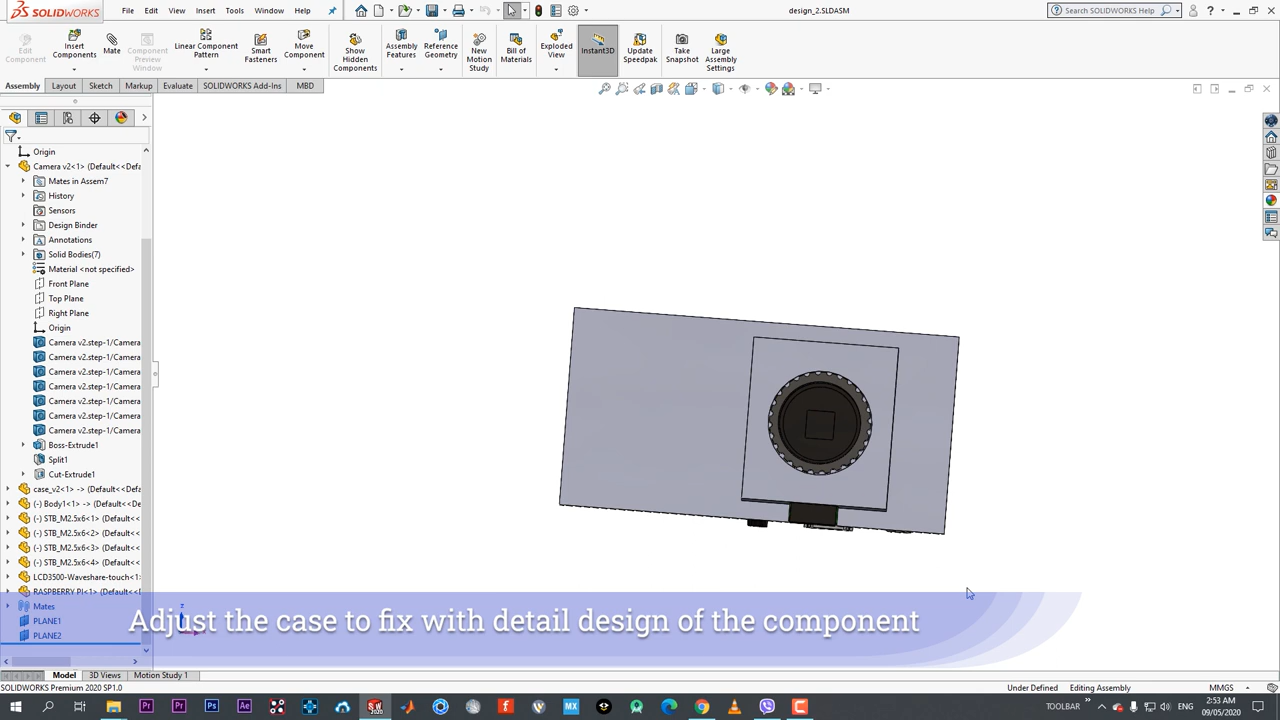 SOLIDWORKS
File
Edit
View
Insert
Tools
Window
Help
design_2.SLDASM
Search SOLIDWORKS Help
Edit Component
Insert Components
Mate
Component Preview Window
Linear Component Pattern
Smart Fasteners
Move Component
Show Hidden Components
Assembly Features
Reference Geometry
New Motion Study
Bill of Materials
Exploded View
Instant3D
Update Speedpak
Take Snapshot
Large Assembly Settings
Assembly
Layout
Sketch
Markup
Evaluate
SOLIDWORKS Add-Ins
MBD
Origin
Camera v2<1> (Default<<Def
Mates in Assem7
History
Sensors
Design Binder
Annotations
Solid Bodies(7)
Material <not specified>
Front Plane
Top Plane
Right Plane
Origin
Camera v2.step-1/Camera
Camera v2.step-1/Camera
Camera v2.step-1/Camera
Camera v2.step-1/Camera
Camera v2.step-1/Camera
Camera v2.step-1/Camera
Camera v2.step-1/Camera
Boss-Extrude1
Split1
Cut-Extrude1
case_v2<1> -> (Default<<D
(-) Body1<1> -> (Default<<
(-) STB_M2.5x6<1> (Default<
(-) STB_M2.5x6<2> (Default<
(-) STB_M2.5x6<3> (Default<
(-) STB_M2.5x6<4> (Default<
LCD3500-Waveshare-touch<1>
RASPBERRY PI<1> (Default<<
Mates
PLANE1
PLANE2
Adjust the case to fix with detail design of the component
Model
3D Views
Motion Study 1
SOLIDWORKS Premium 2020 SP1.0
Under Defined
Editing Assembly
MMGS
TOOLBAR
ENG
2:53 AM
09/05/2020